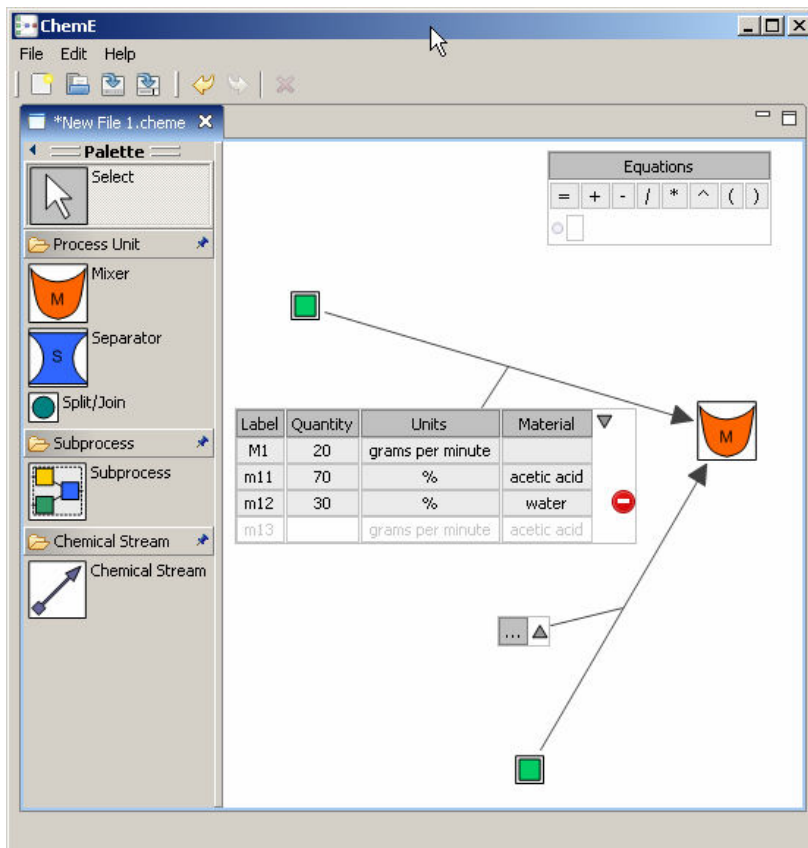 ChemE
File Edit Help
*New File 1.cheme
Palette
Select
Process Unit
Mixer
M
Separator
S
Split/Join
Subprocess
Subprocess
Chemical Stream
Chemical Stream
Equations
= + - / * ^ ( )
M
Label Quantity Units Material
M1 20 grams per minute
m11 70 % acetic acid
m12 30 % water
m13 grams per minute acetic acid
...